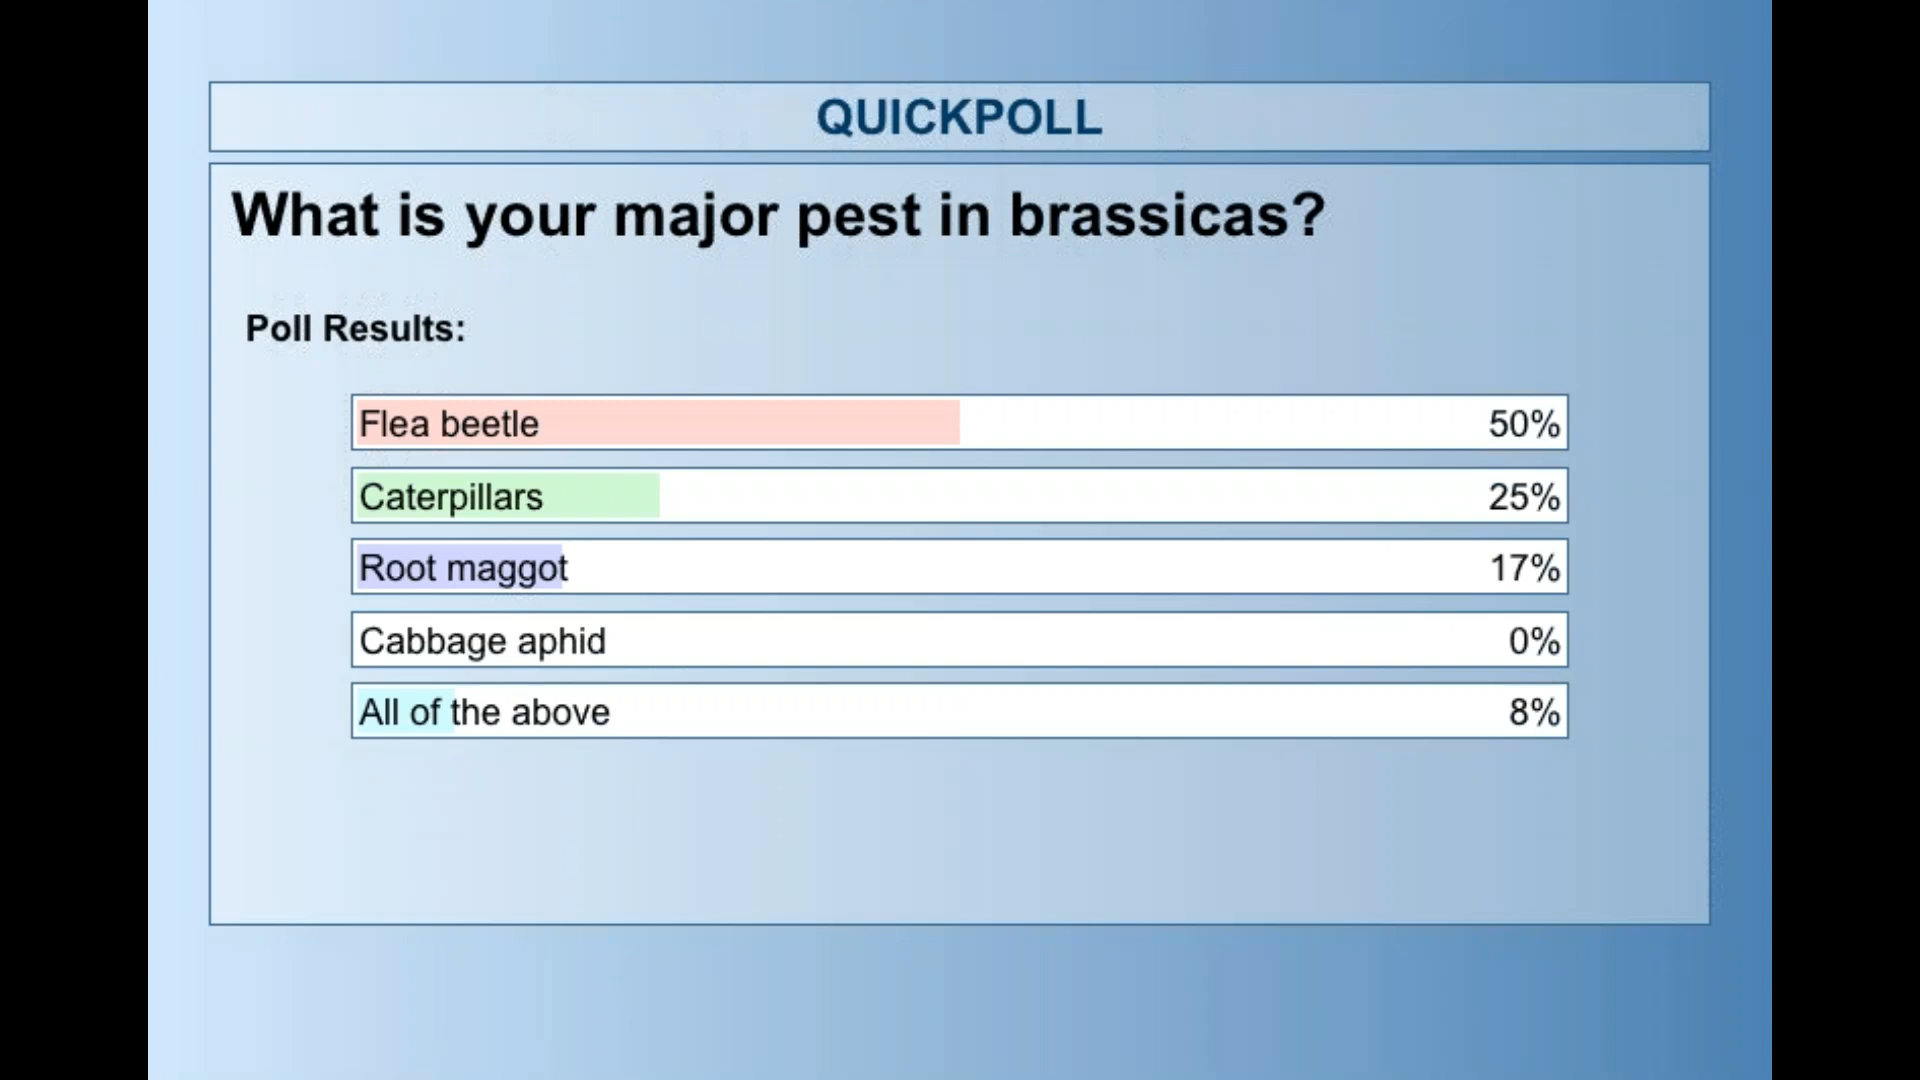 QUICKPOLL
What is your major pest in brassicas?
Poll Results:
Flea beetle 50%
Caterpillars 25%
Root maggot 17%
Cabbage aphid 0%
All of the above 8%